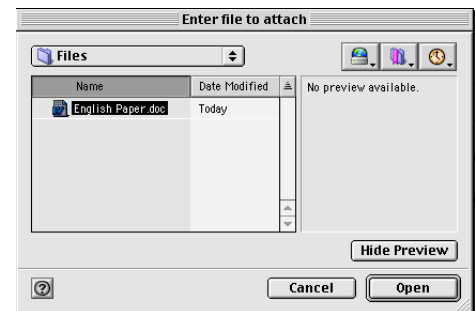 Enter file to attach
Files
Name Date Modified
English Paper.doc Today
No preview available.
Hide Preview
Cancel Open